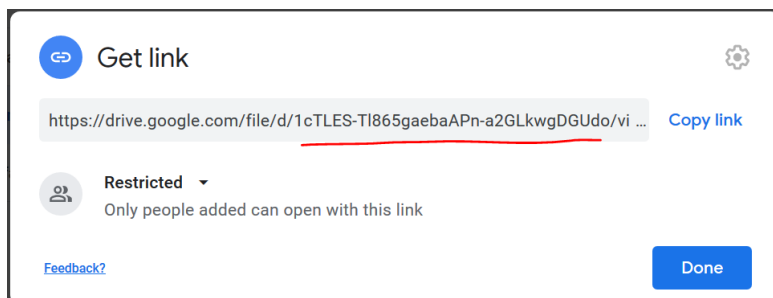 Get link
https://drive.google.com/file/d/1cTLES-Tl865gaebaAPn-a2GLkwgDGUdo/vi ... Copy link
Restricted
Only people added can open with this link
Feedback? Done